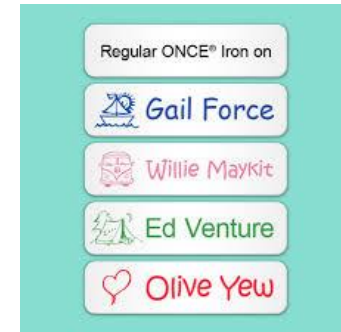 Regular ONCE® Iron on
Gail Force
Willie Maykit
Ed Venture
Olive Yew